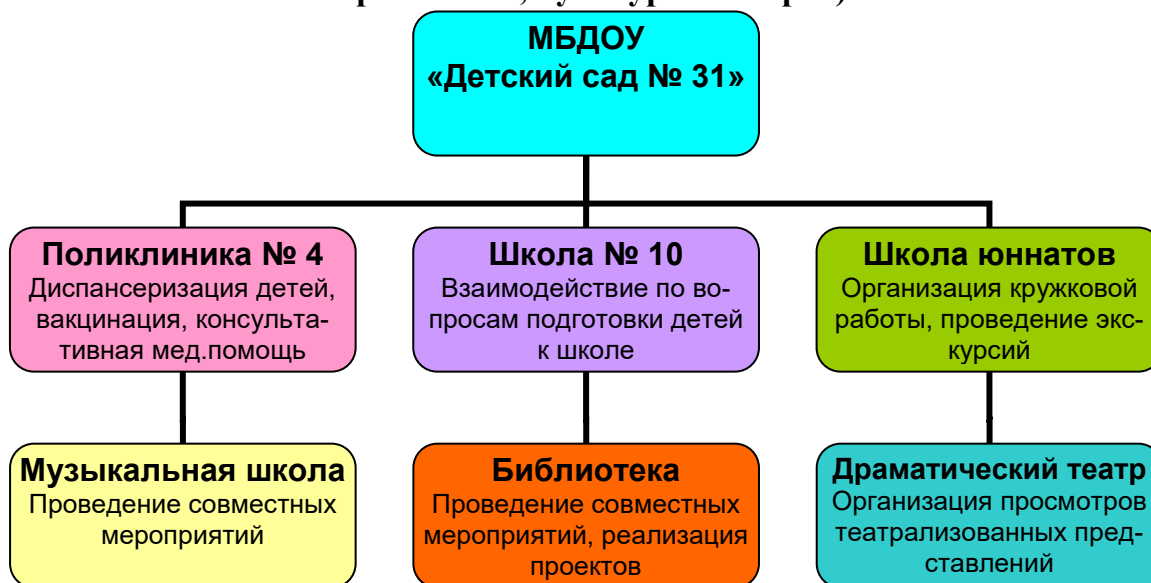 МБДОУ
«Детский сад № 31»
Поликлиника № 4
Диспансеризация детей,
вакцинация, консульта-
тивная мед.помощь
Школа № 10
Взаимодействие по во-
просам подготовки детей
к школе
Школа юннатов
Организация кружковой
работы, проведение экс-
курсий
Музыкальная школа
Проведение совместных
мероприятий
Библиотека
Проведение совместных
мероприятий, реализация
проектов
Драматический театр
Организация просмотров
театрализованных пред-
ставлений